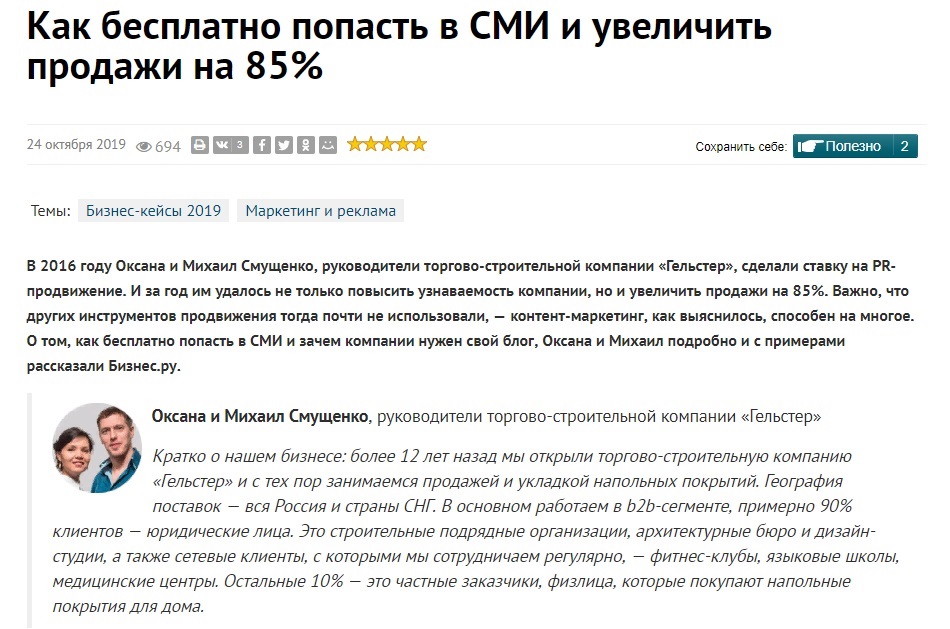 Как бесплатно попасть в СМИ и увеличить
продажи на 85%
24 октября 2019 694 3 Сохранить себе: Полезно 2
Темы: Бизнес-кейсы 2019 Маркетинг и реклама
В 2016 году Оксана и Михаил Смущенко, руководители торгово-строительной компании «Гельстер», сделали ставку на PR-
продвижение. И за год им удалось не только повысить узнаваемость компании, но и увеличить продажи на 85%. Важно, что
других инструментов продвижения тогда почти не использовали, — контент-маркетинг, как выяснилось, способен на многое.
О том, как бесплатно попасть в СМИ и зачем компании нужен свой блог, Оксана и Михаил подробно и с примерами
рассказали Бизнес.ру.
Оксана и Михаил Смущенко, руководители торгово-строительной компании «Гельстер»
Кратко о нашем бизнесе: более 12 лет назад мы открыли торгово-строительную компанию
«Гельстер» и с тех пор занимаемся продажей и укладкой напольных покрытий. География
поставок — вся Россия и страны СНГ. В основном работаем в b2b-сегменте, примерно 90%
клиентов — юридические лица. Это строительные подрядные организации, архитектурные бюро и дизайн-
студии, а также сетевые клиенты, с которыми мы сотрудничаем регулярно, — фитнес-клубы, языковые школы,
медицинские центры. Остальные 10% — это частные заказчики, физлица, которые покупают напольные
покрытия для дома.